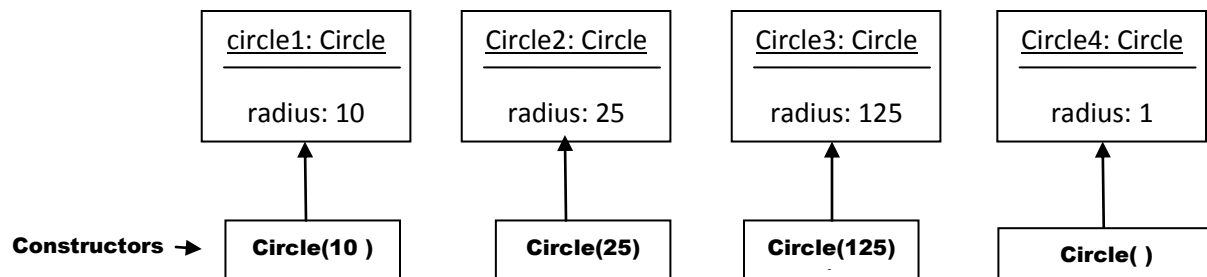 circle1: Circle
radius: 10
Circle2: Circle
radius: 25
Circle3: Circle
radius: 125
Circle4: Circle
radius: 1
Constructors
Circle(10 )
Circle(25)
Circle(125)
Circle( )